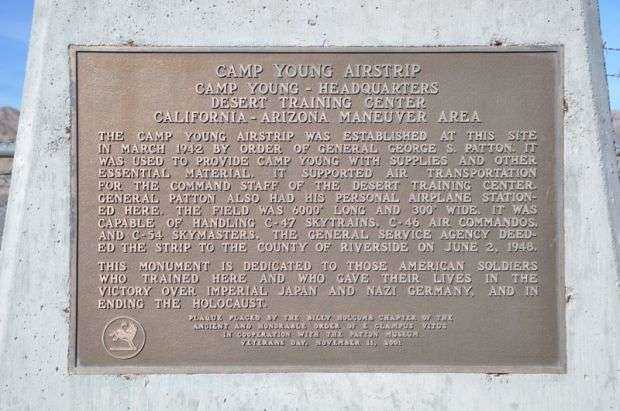 CAMP YOUNG AIRSTRIP
CAMP YOUNG - HEADQUARTERS
DESERT TRAINING CENTER
CALIFORNIA - ARIZONA MANEUVER AREA
THE CAMP YOUNG AIRSTRIP WAS ESTABLISHED AT THIS SITE
IN MARCH 1942 BY ORDER OF GENERAL GEORGE S. PATTON. IT
WAS USED TO PROVIDE CAMP YOUNG WITH SUPPLIES AND OTHER
ESSENTIAL MATERIAL. IT SUPPORTED AIR TRANSPORTATION
FOR THE COMMAND STAFF OF THE DESERT TRAINING CENTER.
GENERAL PATTON ALSO HAD HIS PERSONAL AIRPLANE STATION-
ED HERE. THE FIELD WAS 6000' LONG AND 300' WIDE. IT WAS
CAPABLE OF HANDLING C-47 SKYTRAINS, C-46 AIR COMMANDOS,
AND C-54 SKYMASTERS. THE GENERAL SERVICE AGENCY DEED-
ED THE STRIP TO THE COUNTY OF RIVERSIDE ON JUNE 2, 1948.
THIS MONUMENT IS DEDICATED TO THOSE AMERICAN SOLDIERS
WHO TRAINED HERE AND WHO GAVE THEIR LIVES IN THE
VICTORY OVER IMPERIAL JAPAN AND NAZI GERMANY, AND IN
ENDING THE HOLOCAUST.
PLAQUE PLACED BY THE BILLY HOLCOMB CHAPTER OF THE
ANCIENT AND HONORABLE ORDER OF E CLAMPUS VITUS
IN COOPERATION WITH THE PATTON MUSEUM
VETERANS DAY, NOVEMBER 11, 2001